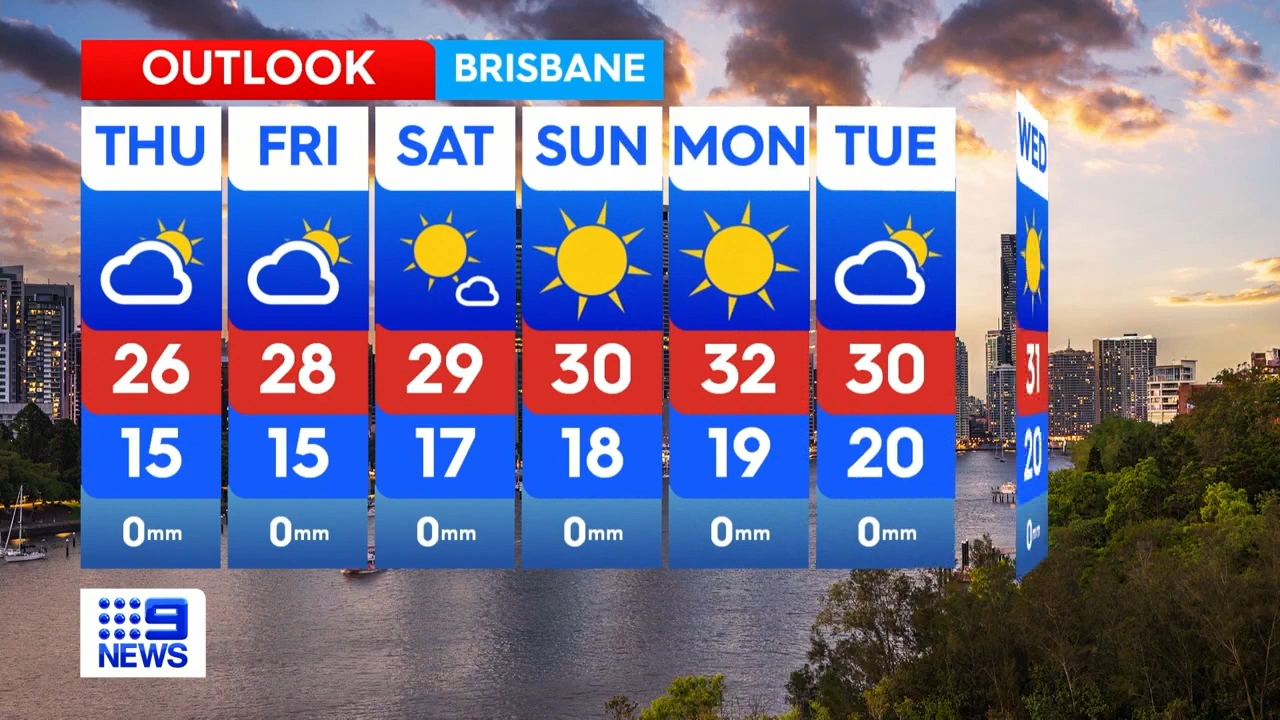 OUTLOOK BRISBANE
THU FRI SAT SUN MON TUE WED
26 28 29 30 32 30 31
15 15 17 18 19 20 20
0mm 0mm 0mm 0mm 0mm 0mm 0mm
9
NEWS